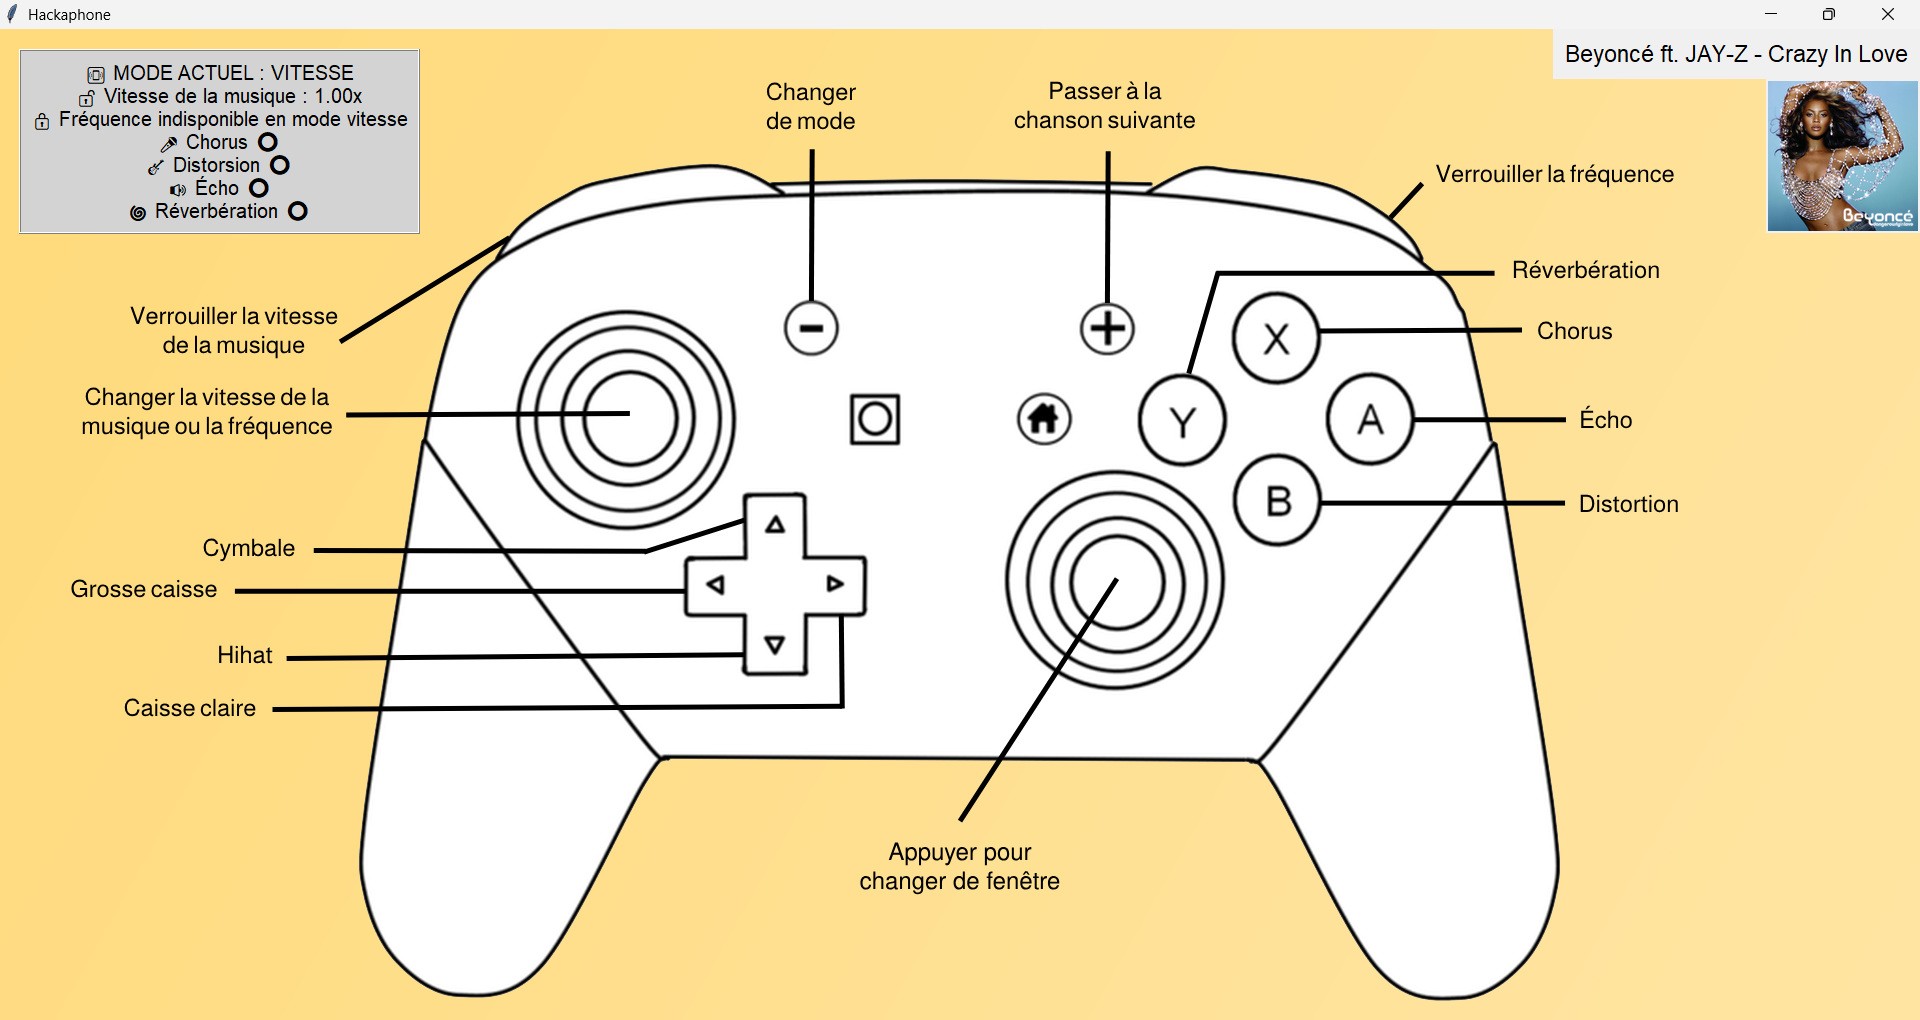 Hackaphone
MODE ACTUEL : VITESSE
Vitesse de la musique : 1.00x
Fréquence indisponible en mode vitesse
Chorus
Distorsion
Écho
Réverbération
Beyoncé ft. JAY-Z - Crazy In Love
Beyoncé
Changer
de mode
Passer à la
chanson suivante
Verrouiller la fréquence
Réverbération
Chorus
Écho
Distortion
Verrouiller la vitesse
de la musique
Changer la vitesse de la
musique ou la fréquence
X
Y
A
B
Cymbale
Grosse caisse
Hihat
Caisse claire
Appuyer pour
changer de fenêtre